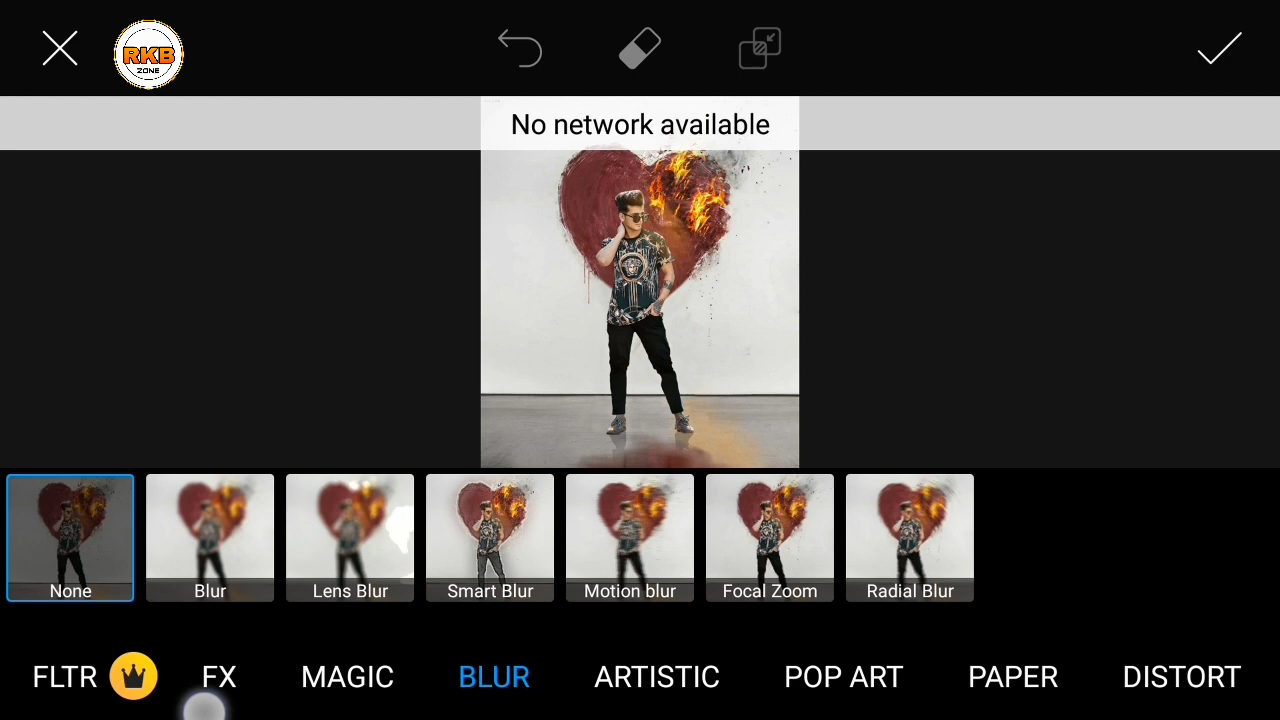 RKB
ZONE
No network available
None
Blur
Lens Blur
Smart Blur
Motion blur
Focal Zoom
Radial Blur
FLTR
FX
MAGIC
BLUR
ARTISTIC
POP ART
PAPER
DISTORT